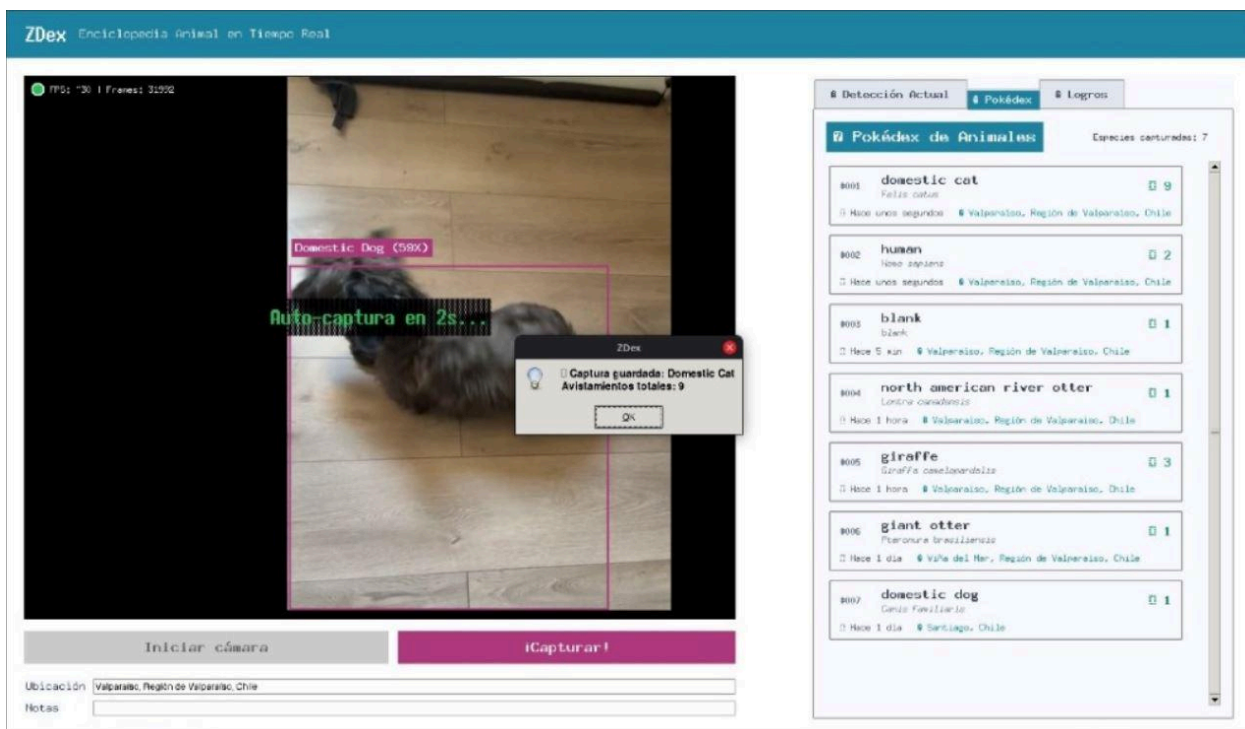 ZDex Enciclopedia Animal en Tiempo Real
FPS: ~30 | Frames: 31992
Domestic Dog (59%)
Auto-captura en 2s...
ZDex
Captura guardada: Domestic Cat
Avistamientos totales: 9
OK
Iniciar cámara
¡Capturar!
Ubicación Valparaíso, Región de Valparaíso, Chile
Notas
Detección Actual
Pokédex
Logros
Pokédex de Animales
Especies capturadas: 7
#001 domestic cat 9
Felis catus
Hace unos segundos Valparaíso, Región de Valparaíso, Chile
#002 human 2
Homo sapiens
Hace unos segundos Valparaíso, Región de Valparaíso, Chile
#003 blank 1
blank
Hace 5 min Valparaíso, Región de Valparaíso, Chile
#004 north american river otter 1
Lontra canadensis
Hace 1 hora Valparaíso, Región de Valparaíso, Chile
#005 giraffe 3
Giraffa camelopardalis
Hace 1 hora Valparaíso, Región de Valparaíso, Chile
#006 giant otter 1
Pteronura brasiliensis
Hace 1 día Viña del Mar, Región de Valparaíso, Chile
#007 domestic dog 1
Canis familiaris
Hace 1 día Santiago, Chile